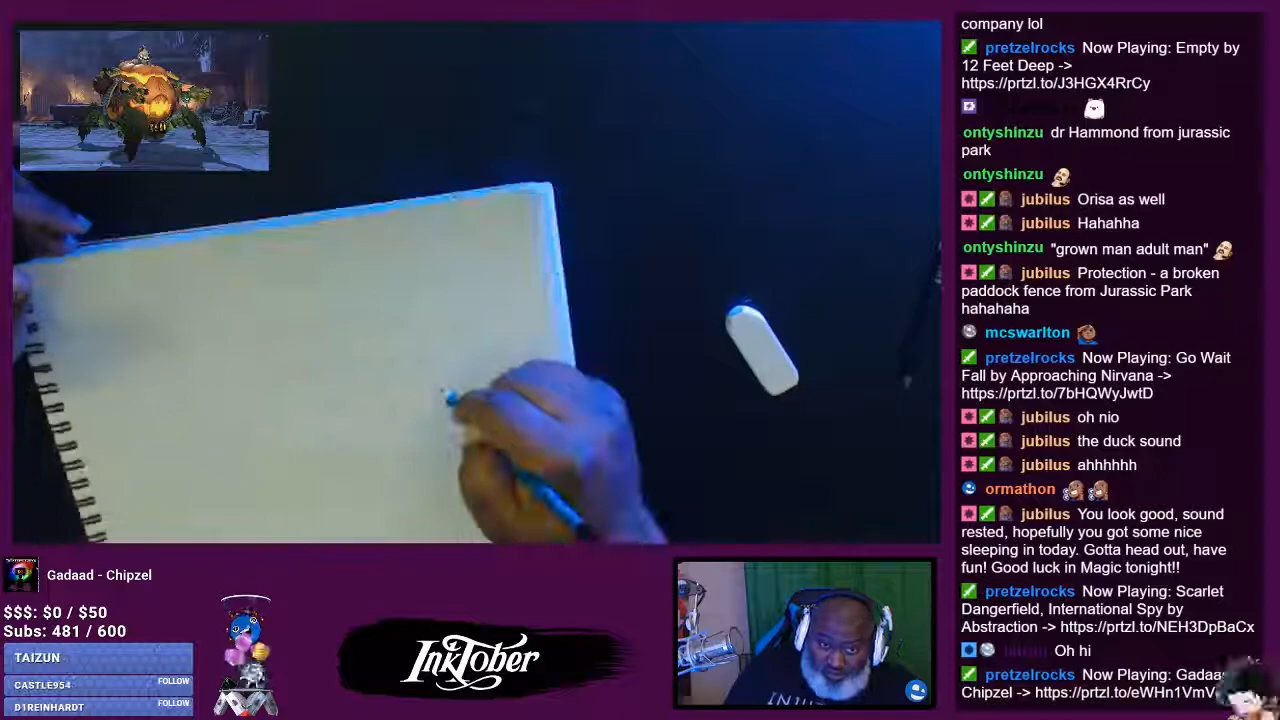 company lol
pretzelrocks Now Playing: Empty by
12 Feet Deep ->
https://prtzl.to/J3HGX4RrCy
ontyshinzu dr Hammond from jurassic
park
ontyshinzu
jubilus Orisa as well
jubilus Hahahha
ontyshinzu "grown man adult man"
jubilus Protection - a broken
paddock fence from Jurassic Park
hahahaha
mcswarlton
pretzelrocks Now Playing: Go Wait
Fall by Approaching Nirvana ->
https://prtzl.to/7bHQWyJwtD
jubilus oh nio
jubilus the duck sound
jubilus ahhhhhh
ormathon
jubilus You look good, sound
rested, hopefully you got some nice
sleeping in today. Gotta head out, have
fun! Good luck in Magic tonight!!
pretzelrocks Now Playing: Scarlet
Dangerfield, International Spy by
Abstraction -> https://prtzl.to/NEH3DpBaCx
Oh hi
pretzelrocks Now Playing:
Chipzel ->
Gadaad - Chipzel
$$$: $0 / $50
Subs: 481 / 600
TAIZUN
CASTLE954 FOLLOW
D1REINHARDT FOLLOW
INKTOBER